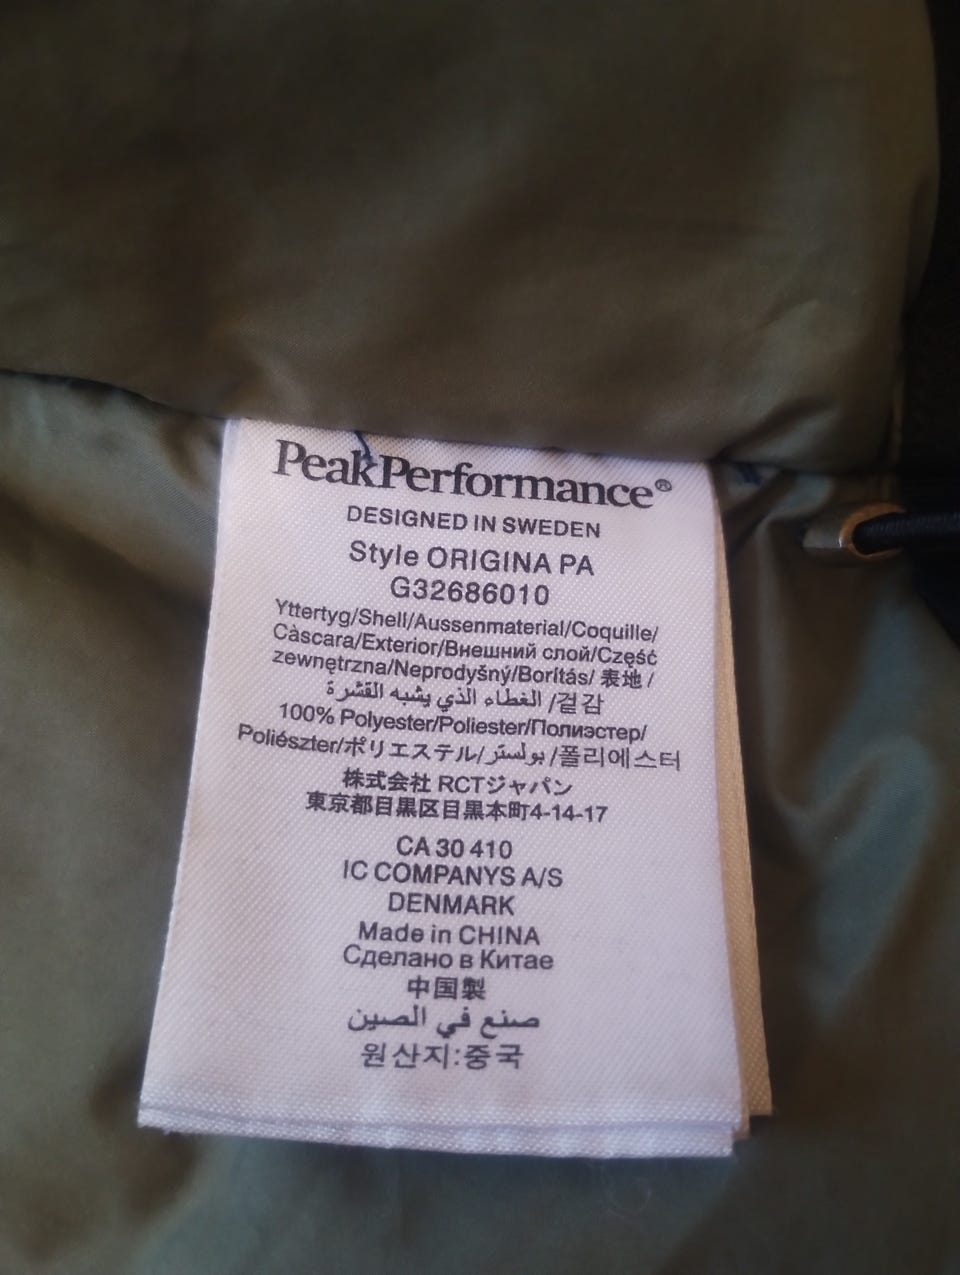 PeakPerformance®
DESIGNED IN SWEDEN
Style ORIGINA PA
G32686010
Yttertyg/Shell/Aussenmaterial/Coquille/
Càscara/Exterior/Внешний слой/Część
zewnętrzna/Neprodyšný/Borítás/ 表地 /
الغطاء الذي يشبه القشرة /겉감
100% Polyester/Poliester/Полиэстер/
Poliészter/ポリエステル/بولستر/폴리에스터
株式会社 RCTジャパン
東京都目黒区目黒本町4-14-17
CA 30 410
IC COMPANYS A/S
DENMARK
Made in CHINA
Сделано в Китае
中国製
صنع في الصين
원산지:중국